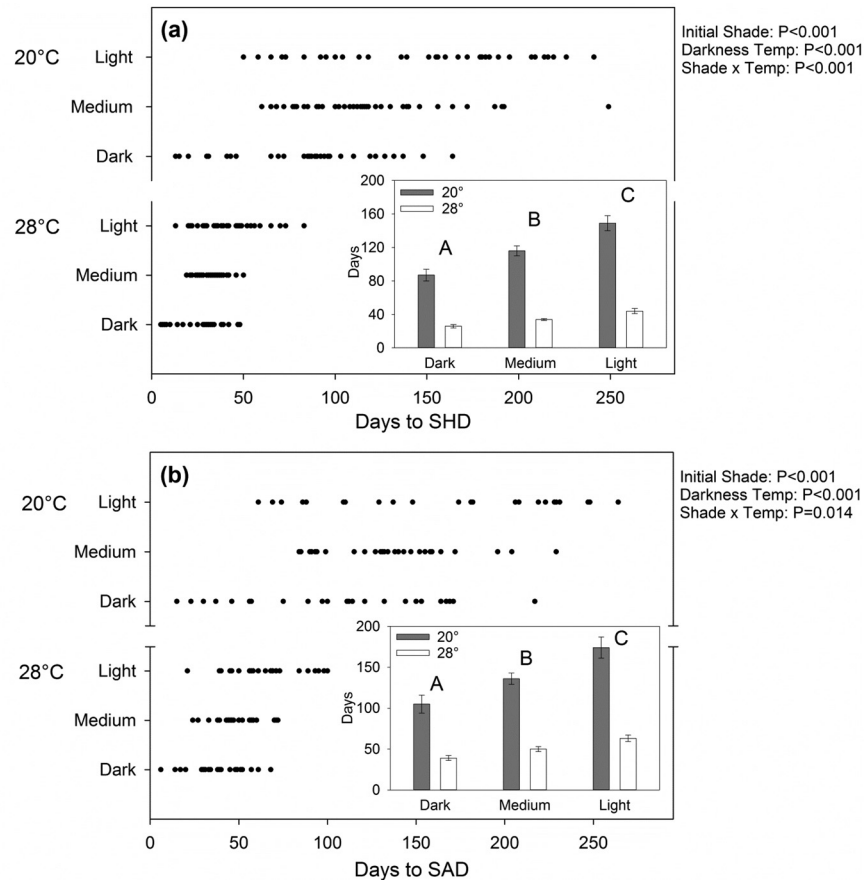 (a)
Initial Shade: P<0.001
Darkness Temp: P<0.001
Shade x Temp: P<0.001
20°C Light
Medium
Dark
28°C Light
Medium
Dark
200
160
120
80
40
0
Days
20°
28°
A
B
C
Dark Medium Light
0 50 100 150 200 250
Days to SHD
(b)
Initial Shade: P<0.001
Darkness Temp: P<0.001
Shade x Temp: P=0.014
20°C Light
Medium
Dark
28°C Light
Medium
Dark
200
150
100
50
0
Days
20°
28°
A
B
C
Dark Medium Light
0 50 100 150 200 250
Days to SAD